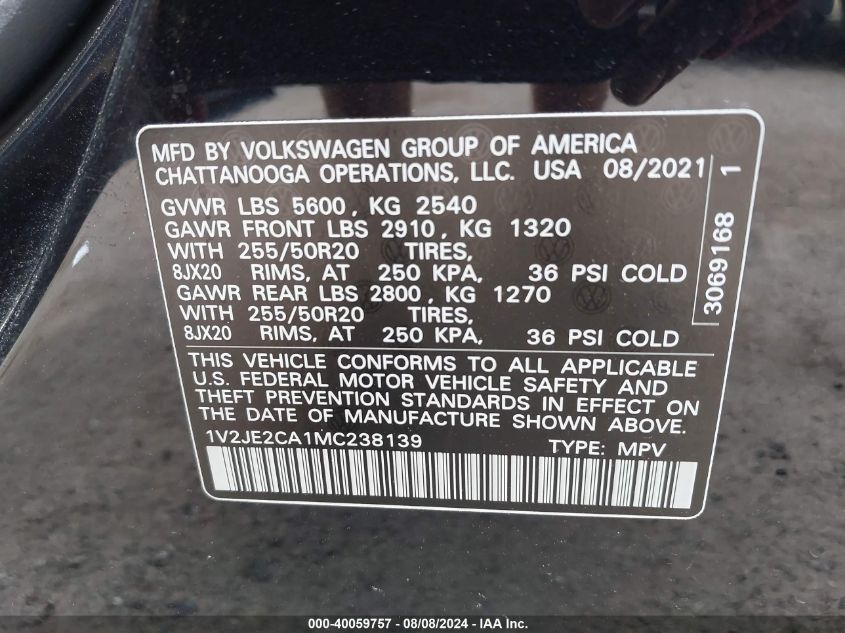 MFD BY VOLKSWAGEN GROUP OF AMERICA
CHATTANOOGA OPERATIONS, LLC. USA 08/2021
GVWR LBS 5600, KG 2540
GAWR FRONT LBS 2910, KG 1320
WITH 255/50R20 TIRES,
8JX20 RIMS, AT 250 KPA, 36 PSI COLD
GAWR REAR LBS 2800, KG 1270
WITH 255/50R20 TIRES,
8JX20 RIMS, AT 250 KPA, 36 PSI COLD
3069168 1
THIS VEHICLE CONFORMS TO ALL APPLICABLE
U.S. FEDERAL MOTOR VEHICLE SAFETY AND
THEFT PREVENTION STANDARDS IN EFFECT ON
THE DATE OF MANUFACTURE SHOWN ABOVE.
1V2JE2CA1MC238139 TYPE: MPV
000-40059757 - 08/08/2024 - IAAI.COM